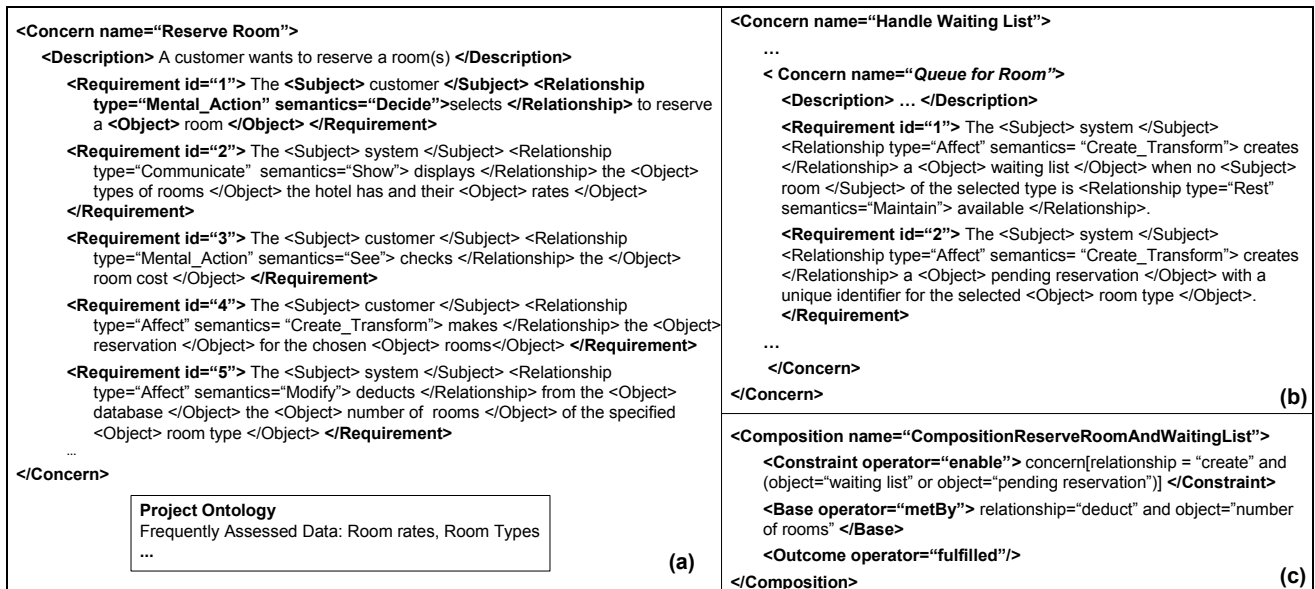 <Concern name=“Reserve Room”>
<Description> A customer wants to reserve a room(s) </Description>
<Requirement id=“1”> The <Subject> customer </Subject> <Relationship
type=“Mental_Action” semantics=“Decide”>selects </Relationship> to reserve
a <Object> room </Object> </Requirement>
<Requirement id=“2”> The <Subject> system </Subject> <Relationship
type=“Communicate” semantics=“Show”> displays </Relationship> the <Object>
types of rooms </Object> the hotel has and their <Object> rates </Object>
</Requirement>
<Requirement id=“3”> The <Subject> customer </Subject> <Relationship
type=“Mental_Action” semantics=“See”> checks </Relationship> the </Object>
room cost </Object> </Requirement>
<Requirement id=“4”> The <Subject> customer </Subject> <Relationship
type=“Affect” semantics= “Create_Transform”> makes </Relationship> the <Object>
reservation </Object> for the chosen <Object> rooms</Object> </Requirement>
<Requirement id=“5”> The <Subject> system </Subject> <Relationship
type=“Affect” semantics=“Modify”> deducts </Relationship> from the <Object>
database </Object> the <Object> number of rooms </Object> of the specified
<Object> room type </Object> </Requirement>
…
</Concern>
Project Ontology
Frequently Assessed Data: Room rates, Room Types
...
(a)
<Concern name=“Handle Waiting List”>
…
< Concern name=“Queue for Room”>
<Description> … </Description>
<Requirement id=“1”> The <Subject> system </Subject>
<Relationship type=“Affect” semantics= “Create_Transform”> creates
</Relationship> a <Object> waiting list </Object> when no <Subject>
room </Subject> of the selected type is <Relationship type=“Rest”
semantics=“Maintain”> available </Relationship>.
<Requirement id=“2”> The <Subject> system </Subject>
<Relationship type=“Affect” semantics= “Create_Transform”> creates
</Relationship> a <Object> pending reservation </Object> with a
unique identifier for the selected <Object> room type </Object>.
</Requirement>
…
</Concern>
</Concern>
(b)
<Composition name=“CompositionReserveRoomAndWaitingList”>
<Constraint operator=“enable”> concern[relationship = “create” and
(object=“waiting list” or object=“pending reservation”)] </Constraint>
<Base operator=“metBy”> relationship=“deduct” and object=”number
of rooms” </Base>
<Outcome operator=“fulfilled”/>
</Composition>
(c)